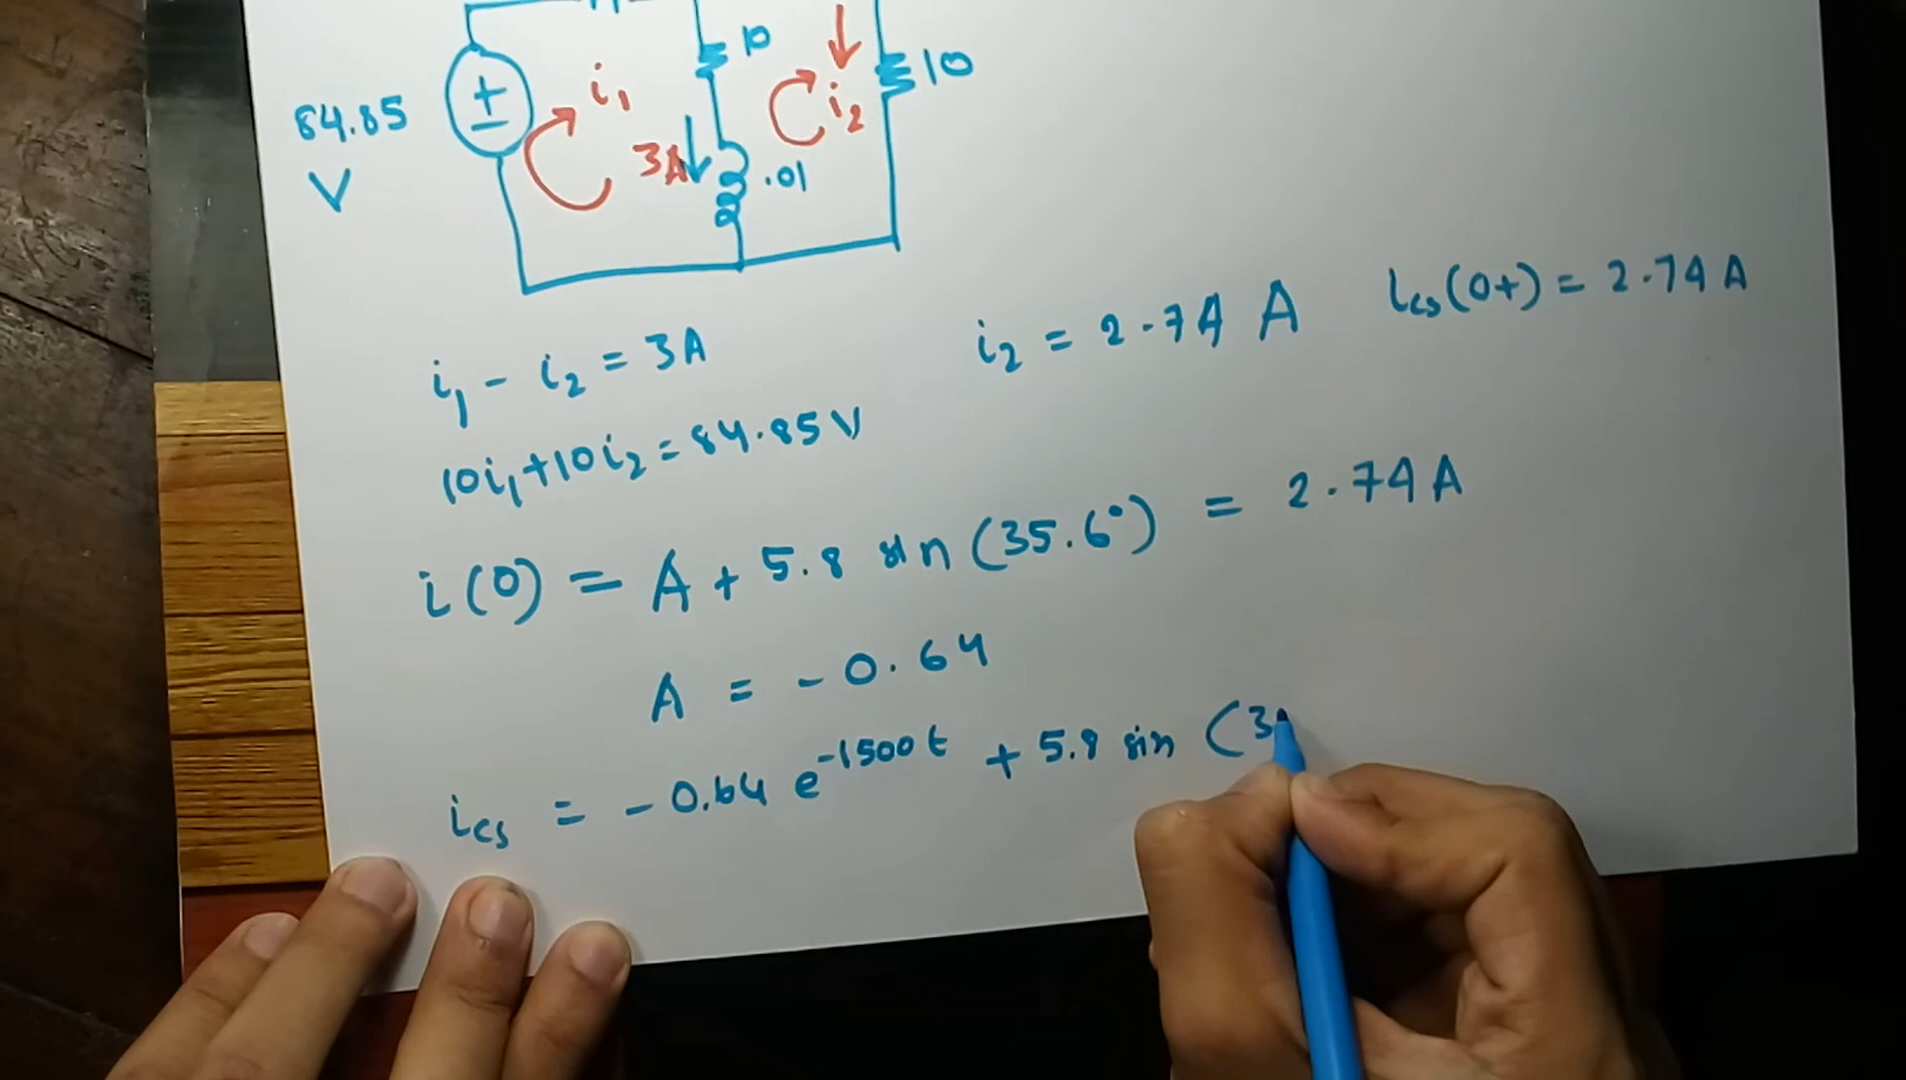 84.85
V
+
−
i₁
10
3A
.01
i₂
10
i₁ - i₂ = 3A
i₂ = 2.74 A
i_cs(0+) = 2.74 A
10i₁+10i₂ = 84.85 V
i(0) = A + 5.8 sin (35.6°) = 2.74 A
A = - 0.64
i_cs = - 0.64 e^-1500t + 5.8 sin (3